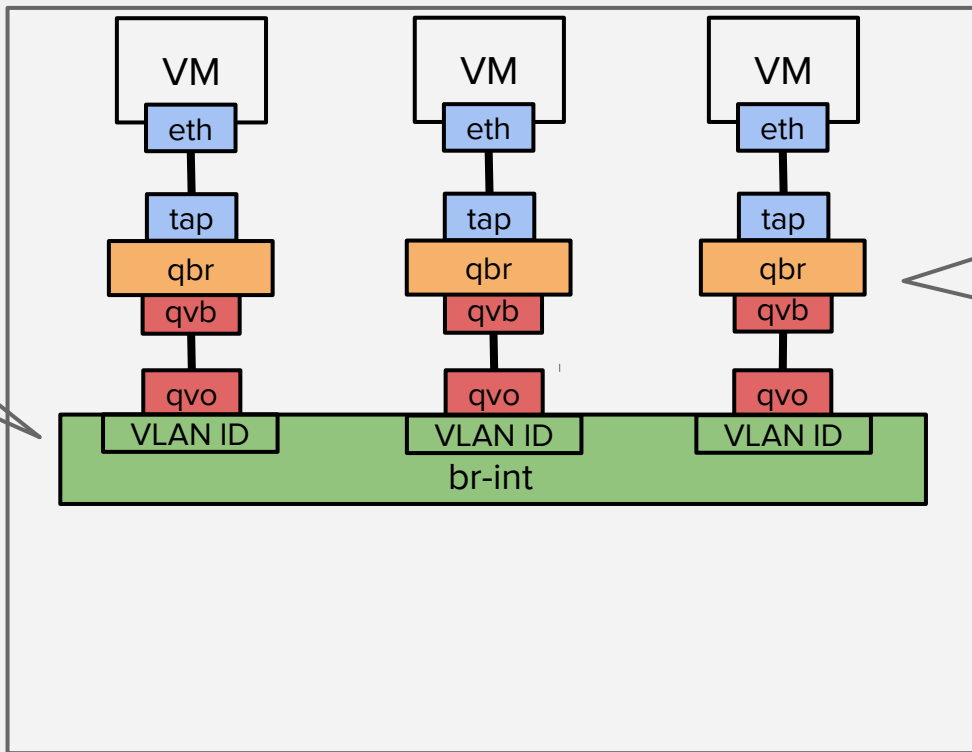 VM VM VM
eth eth eth
tap tap tap
qbr qbr qbr
qvb qvb qvb
qvo qvo qvo
VLAN ID VLAN ID VLAN ID
br-int